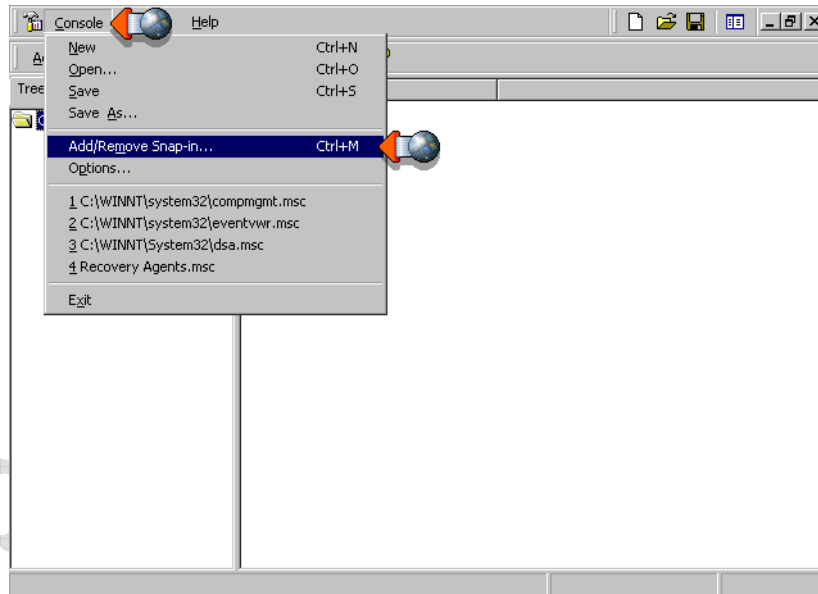 Console Help
New Ctrl+N
Open... Ctrl+O
Tree
Save Ctrl+S
Save As...
Add/Remove Snap-in... Ctrl+M
Options...
1 C:\WINNT\system32\compmgmt.msc
2 C:\WINNT\system32\eventvwr.msc
3 C:\WINNT\System32\dsa.msc
4 Recovery Agents.msc
Exit